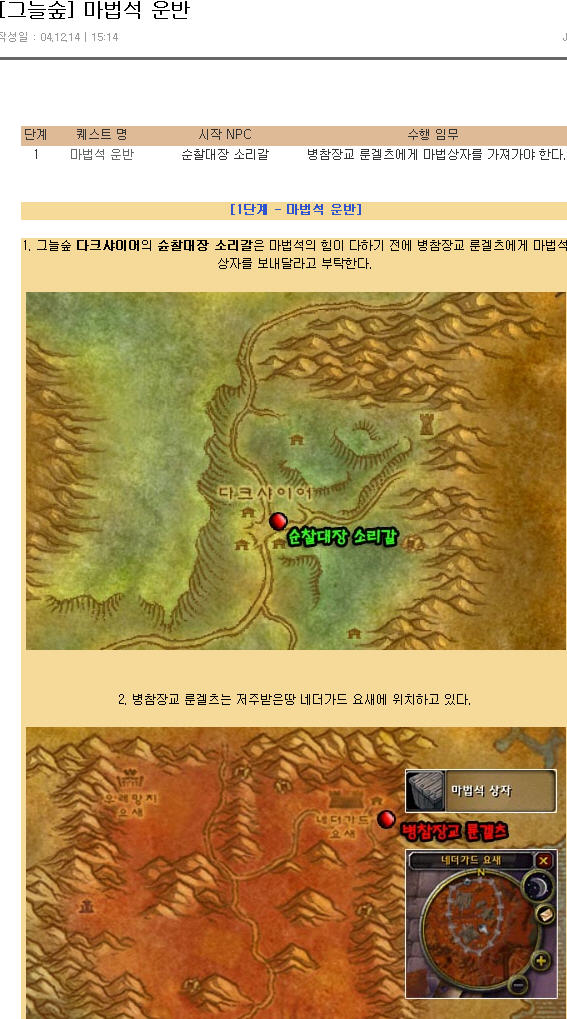 [그늘숲] 마법석 운반
작성일 : 04.12.14 | 15:14
단계 퀘스트 명 시작 NPC 수행 임무
1 마법석 운반 순찰대장 소리갈 병참장교 룬겔츠에게 마법상자를 가져가야 한다.
[1단계 - 마법석 운반]
1. 그늘숲 다크샤이어의 순찰대장 소리갈은 마법석의 힘이 다하기 전에 병참장교 룬겔츠에게 마법석
상자를 보내달라고 부탁한다.
다크샤이어
순찰대장 소리갈
2. 병참장교 룬겔츠는 저주받은땅 네더가드 요새에 위치하고 있다.
마법석 상자
오레망지
요새
네더가드
요새
병참장교 룬겔츠
네더가드 요새
N